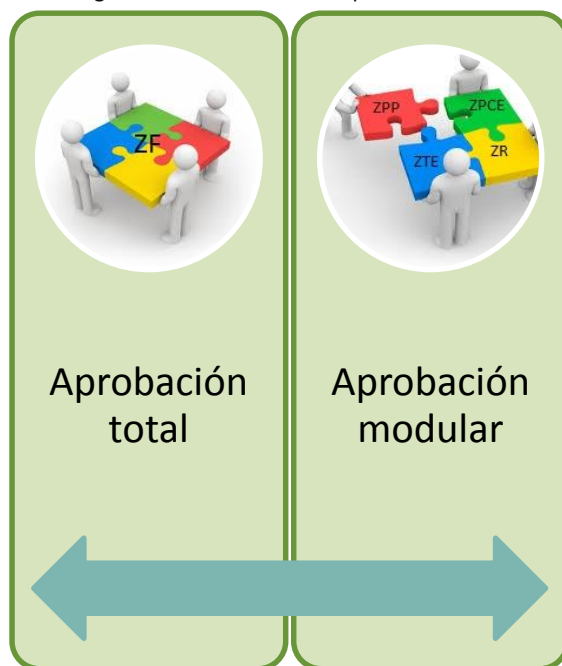 ZF
Aprobación
total
ZPP
ZPCE
ZTE
ZR
Aprobación
modular